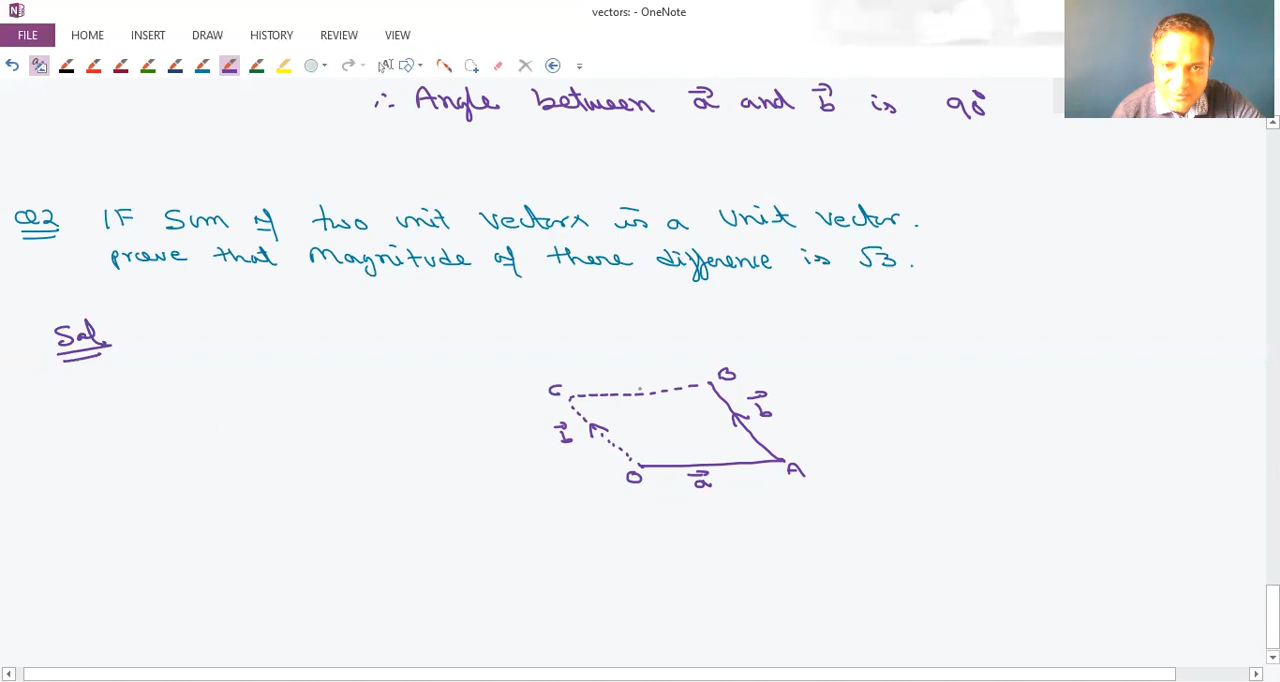 vectors: - OneNote
FILE HOME INSERT DRAW HISTORY REVIEW VIEW
∴ Angle between a⃗ and b⃗ is 90°
Q2 IF Sum of two unit vectors is a unit vector.
prove that Magnitude of there difference is √3.
Sol.
C B
b⃗ b⃗
O a⃗ A